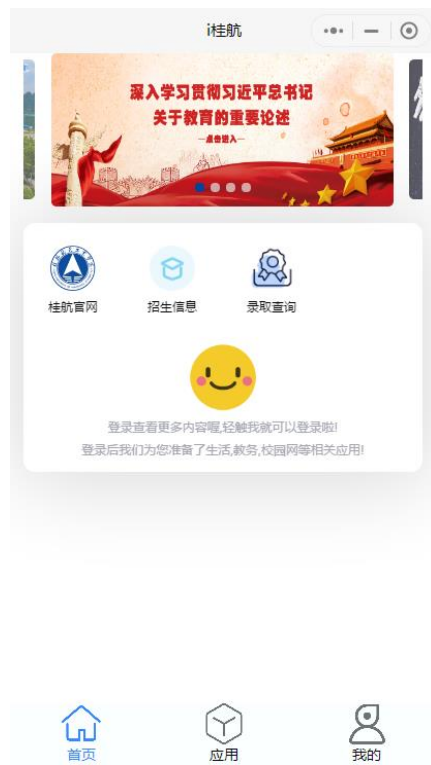 i桂航
深入学习贯彻习近平总书记
关于教育的重要论述
—点击进入—
桂航官网
招生信息
录取查询
登录查看更多内容喔,轻触我就可以登录啦!
登录后我们为您准备了生活,教务,校园网等相关应用!
首页
应用
我的